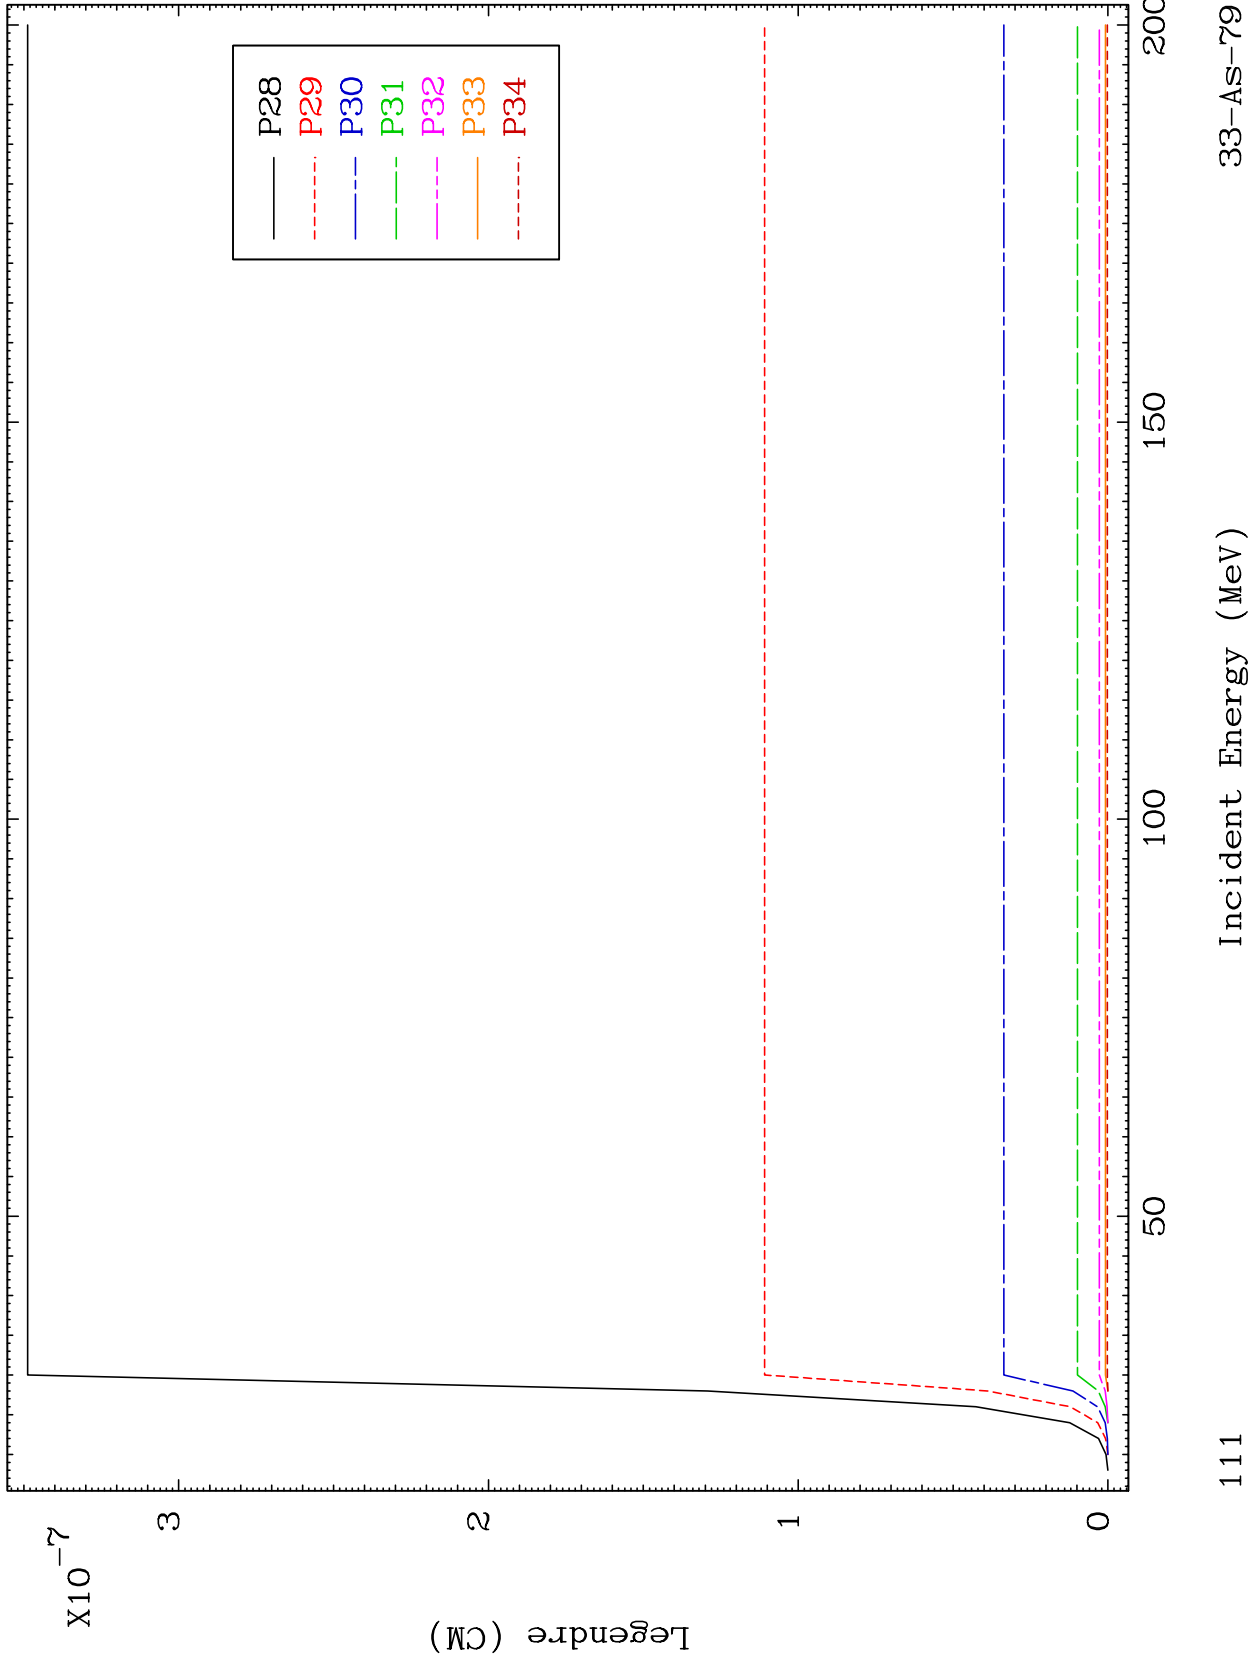 X10
-7
3
2
1
0
Legendre (CM)
P28
P29
P30
P31
P32
P33
P34
50
100
150
200
Incident Energy (MeV)
111
33-As-79